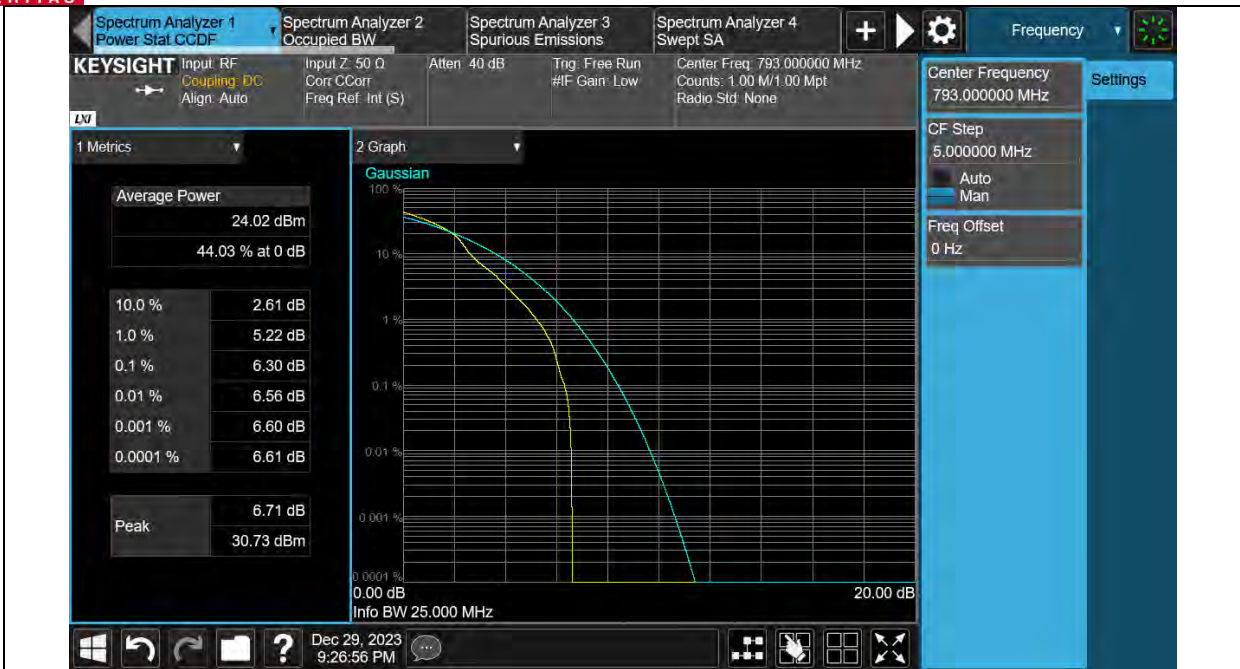 Spectrum Analyzer 1
Power Stat CCDF
Spectrum Analyzer 2
Occupied BW
Spectrum Analyzer 3
Spurious Emissions
Spectrum Analyzer 4
Swept SA
+
Frequency
KEYSIGHT
LXI
Input: RF
Coupling: DC
Align: Auto
Input Z: 50 Ω
Corr CCorr
Freq Ref: Int (S)
Atten: 40 dB
Trig: Free Run
#IF Gain: Low
Center Freq: 793.000000 MHz
Counts: 1.00 M/1.00 Mpt
Radio Std: None
Center Frequency
793.000000 MHz
Settings
CF Step
5.000000 MHz
Auto
Man
Freq Offset
0 Hz
1 Metrics
Average Power
24.02 dBm
44.03 % at 0 dB
10.0 % 2.61 dB
1.0 % 5.22 dB
0.1 % 6.30 dB
0.01 % 6.56 dB
0.001 % 6.60 dB
0.0001 % 6.61 dB
Peak 6.71 dB
30.73 dBm
2 Graph
Gaussian
100 %
10 %
1 %
0.1 %
0.01 %
0.001 %
0.0001 %
0.00 dB 20.00 dB
Info BW 25.000 MHz
?
Dec 29, 2023
9:26:56 PM